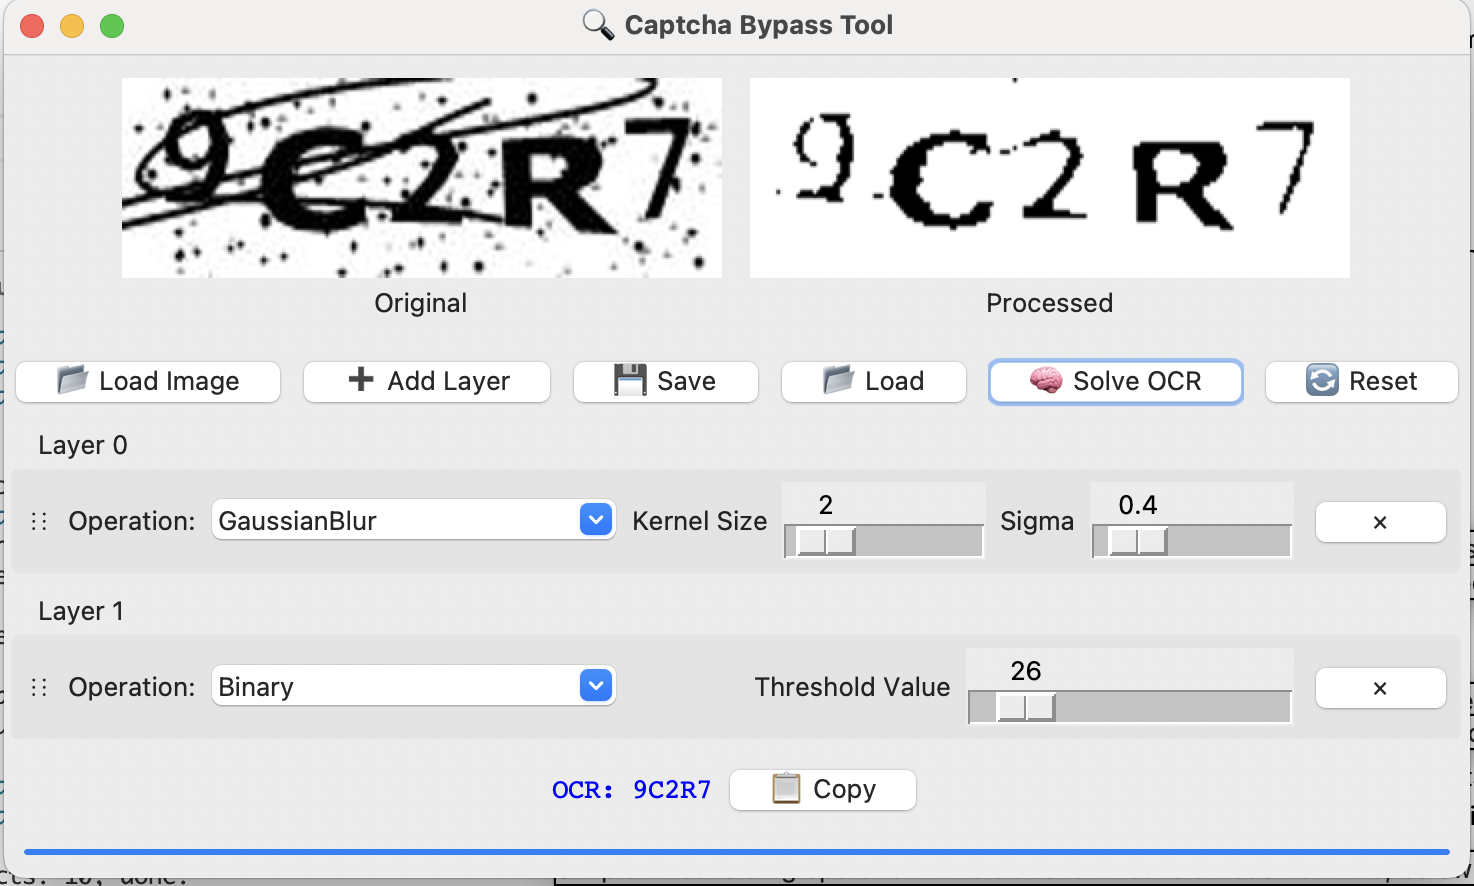 Captcha Bypass Tool
9C2R7 9C2R7
Original Processed
Load Image Add Layer Save Load Solve OCR Reset
Layer 0
Operation: GaussianBlur Kernel Size 2 Sigma 0.4 ×
Layer 1
Operation: Binary Threshold Value 26 ×
OCR: 9C2R7 Copy